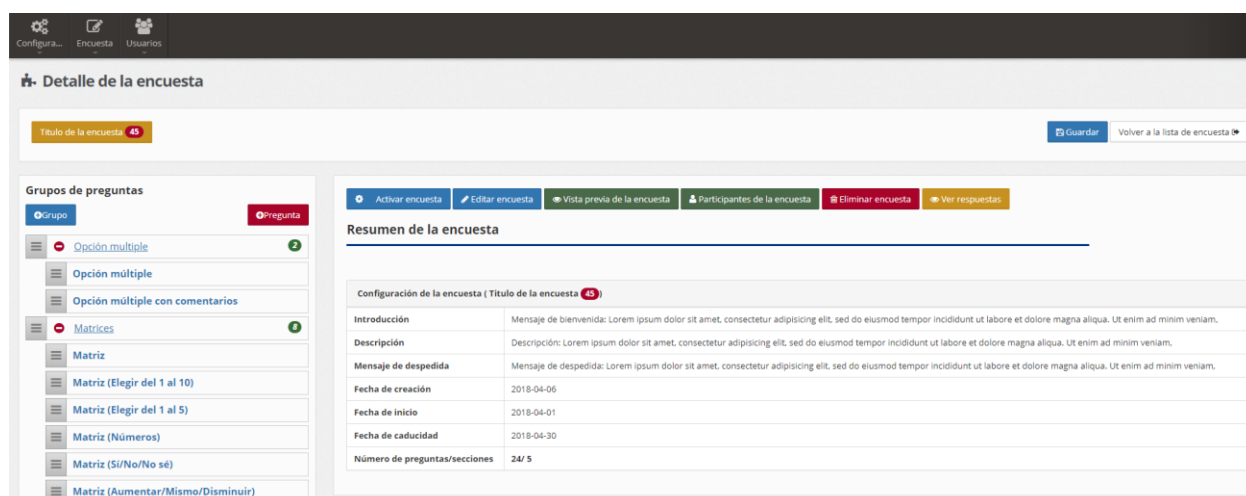 Configura... Encuesta Usuarios
Detalle de la encuesta
Titulo de la encuesta 45
Guardar Volver a la lista de encuesta
Grupos de preguntas
Grupo Pregunta
Opción multiple 2
Opción múltiple
Opción múltiple con comentarios
Matrices 8
Matriz
Matriz (Elegir del 1 al 10)
Matriz (Elegir del 1 al 5)
Matriz (Números)
Matriz (Sí/No/No sé)
Matriz (Aumentar/Mismo/Disminuir)
Activar encuesta Editar encuesta Vista previa de la encuesta Participantes de la encuesta Eliminar encuesta Ver respuestas
Resumen de la encuesta
Configuración de la encuesta ( Titulo de la encuesta 45 )
Introducción Mensaje de bienvenida: Lorem ipsum dolor sit amet, consectetur adipisicing elit, sed do eiusmod tempor incididunt ut labore et dolore magna aliqua. Ut enim ad minim veniam,
Descripción Descripción: Lorem ipsum dolor sit amet, consectetur adipisicing elit, sed do eiusmod tempor incididunt ut labore et dolore magna aliqua. Ut enim ad minim veniam,
Mensaje de despedida Mensaje de despedida: Lorem ipsum dolor sit amet, consectetur adipisicing elit, sed do eiusmod tempor incididunt ut labore et dolore magna aliqua. Ut enim ad minim veniam,
Fecha de creación 2018-04-06
Fecha de inicio 2018-04-01
Fecha de caducidad 2018-04-30
Número de preguntas/secciones 24/ 5